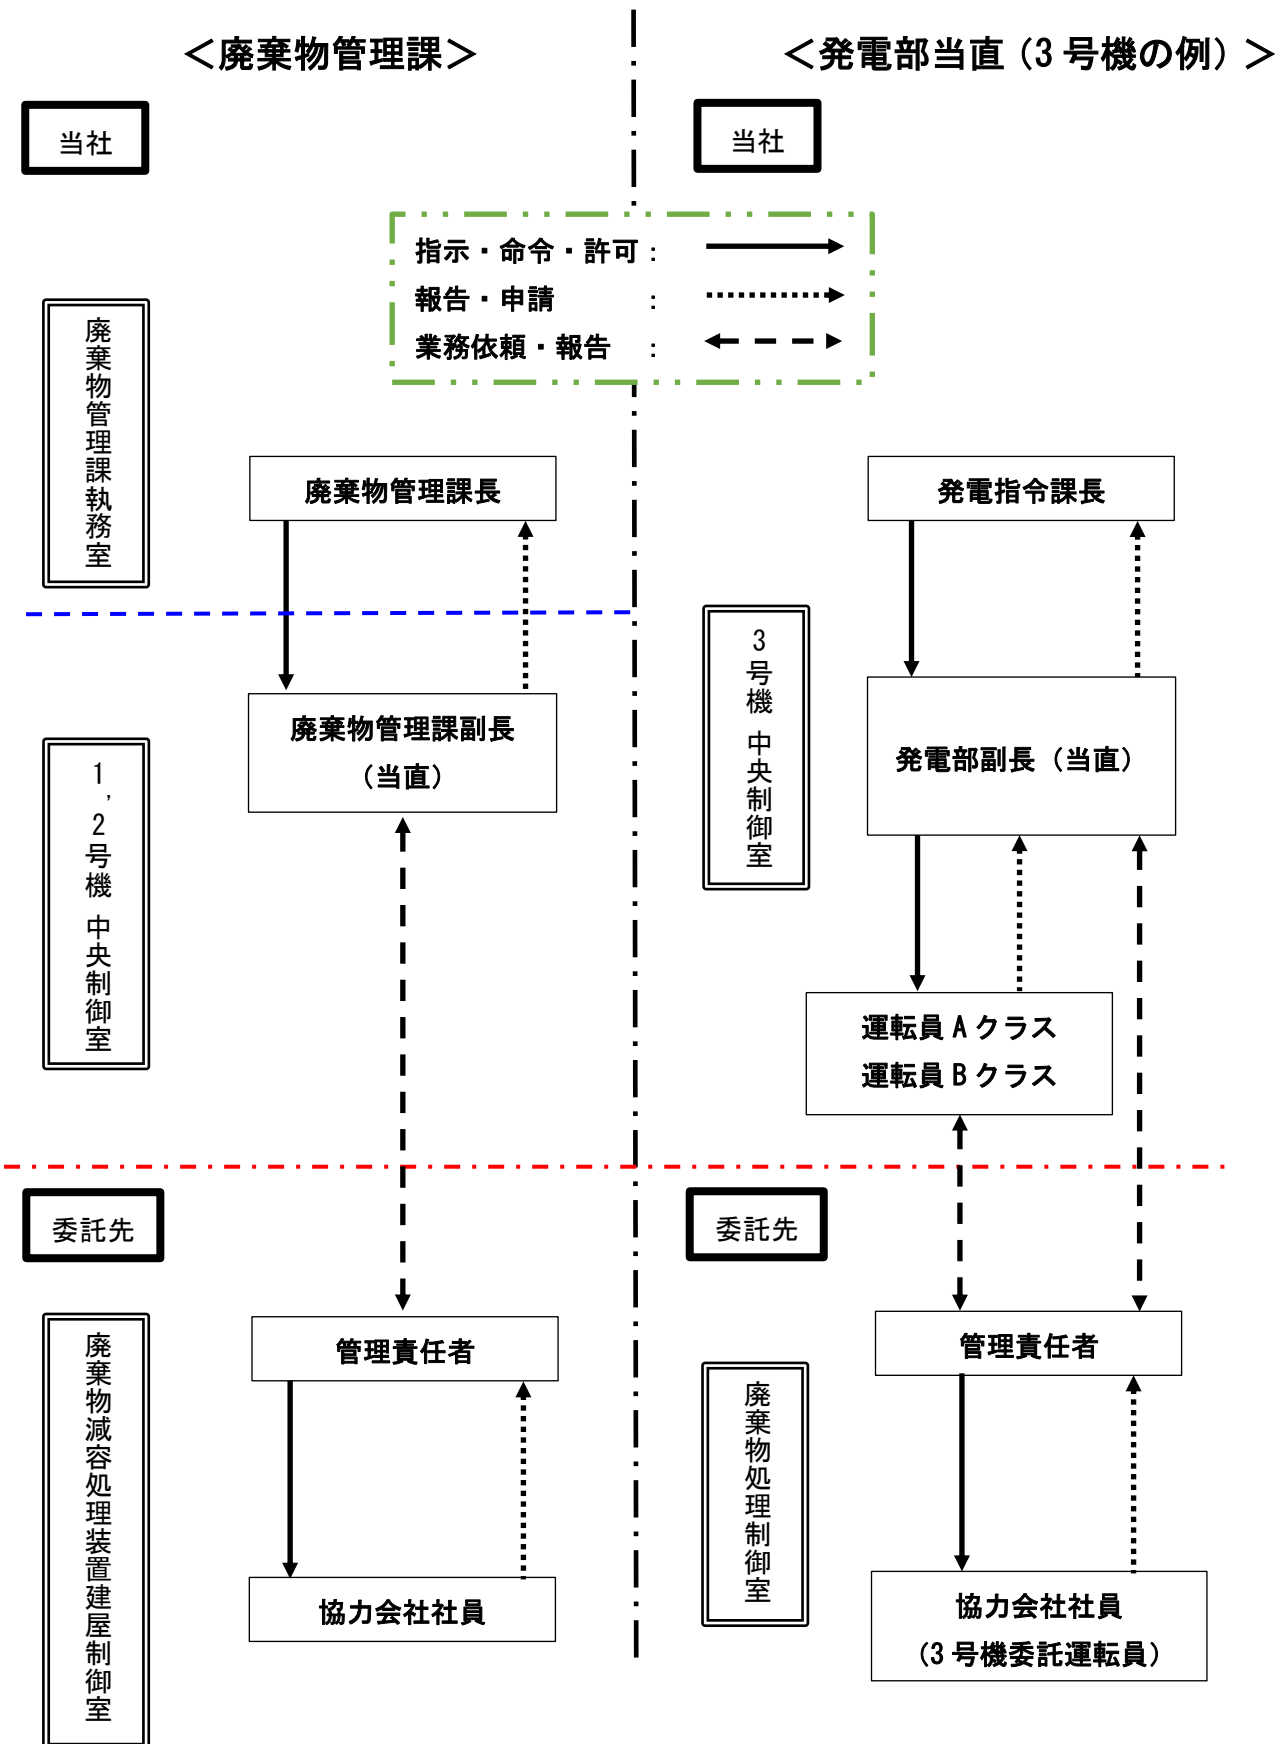 ＜廃棄物管理課＞
＜発電部当直（3号機の例）＞
当社
当社
指示・命令・許可：
報告・申請　　　：
業務依頼・報告　：
廃棄物管理課執務室
廃棄物管理課長
発電指令課長
3号機 中央制御室
廃棄物管理課副長
（当直）
発電部副長（当直）
1，2号機 中央制御室
運転員Aクラス
運転員Bクラス
委託先
委託先
管理責任者
管理責任者
廃棄物減容処理装置建屋制御室
廃棄物処理制御室
協力会社社員
協力会社社員
（3号機委託運転員）